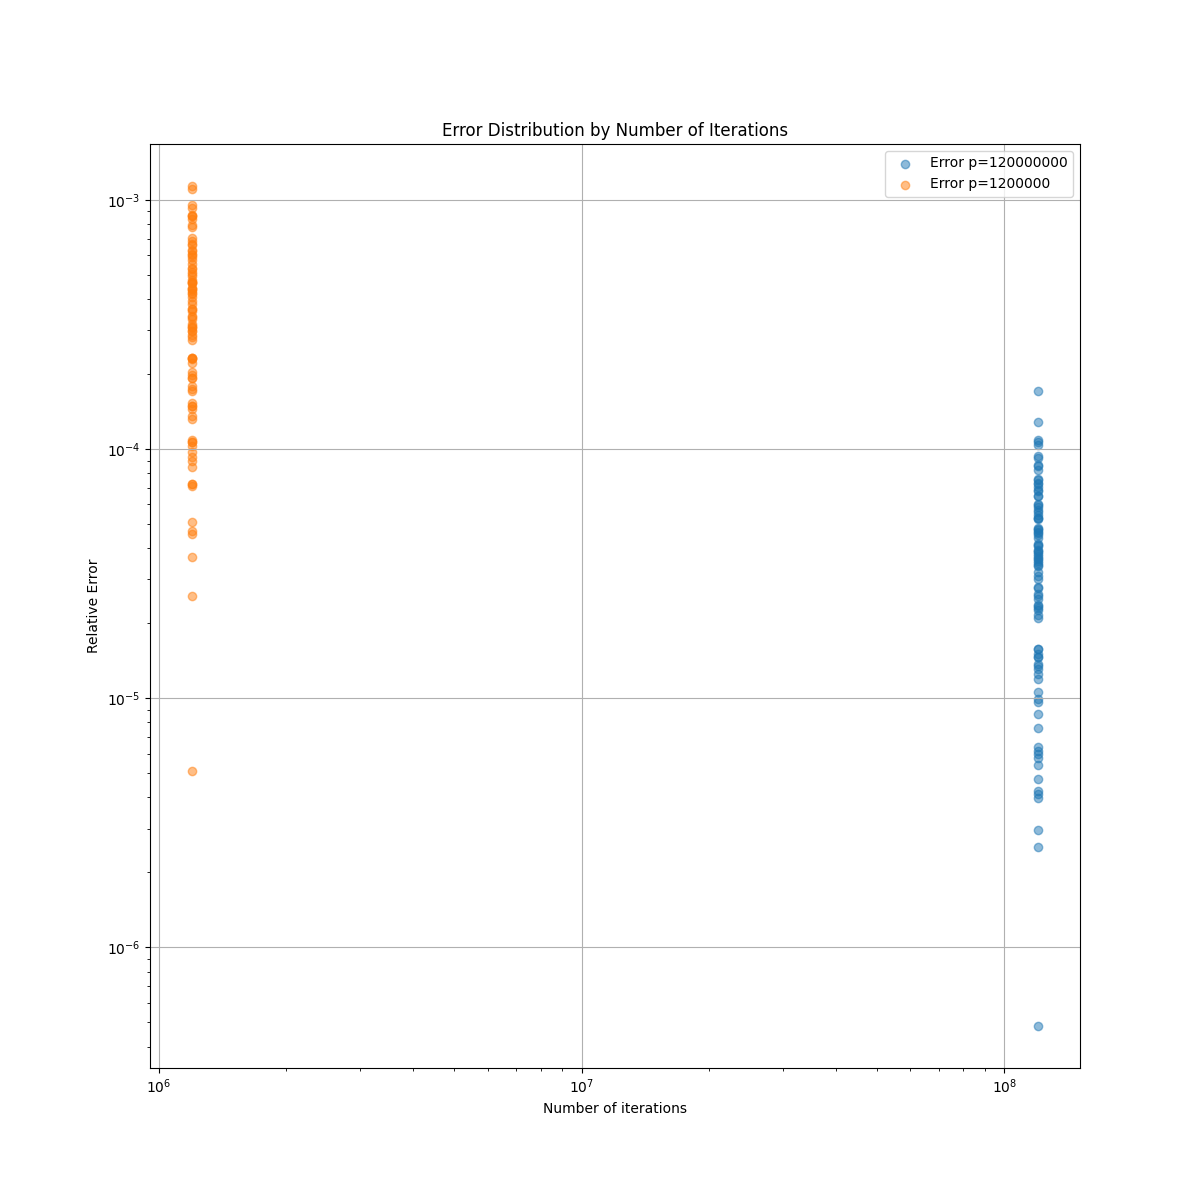 Error Distribution by Number of Iterations
Error p=120000000
Error p=1200000
10⁻³
10⁻⁴
10⁻⁵
10⁻⁶
Relative Error
10⁶
10⁷
10⁸
Number of iterations